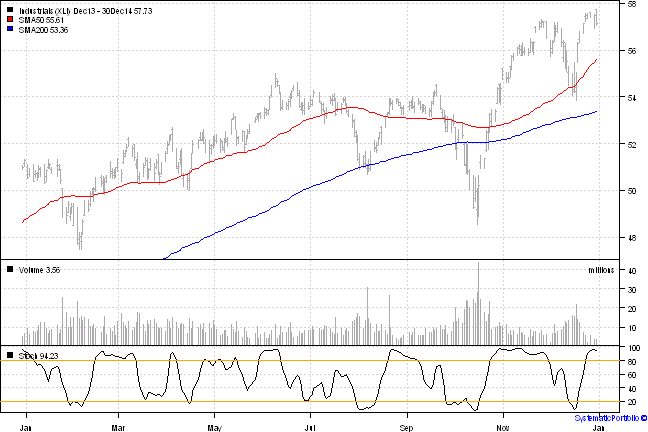 Industrials (XLI) Dec13 - 30Dec14 57.73
SMA50 55.61
SMA200 53.36
58
56
54
52
50
48
Volume 3.56
millions
40
30
20
10
Stoch 94.23
100
80
60
40
20
Jan Mar May Jul Sep Nov Jan
SystematicPortfolio ©